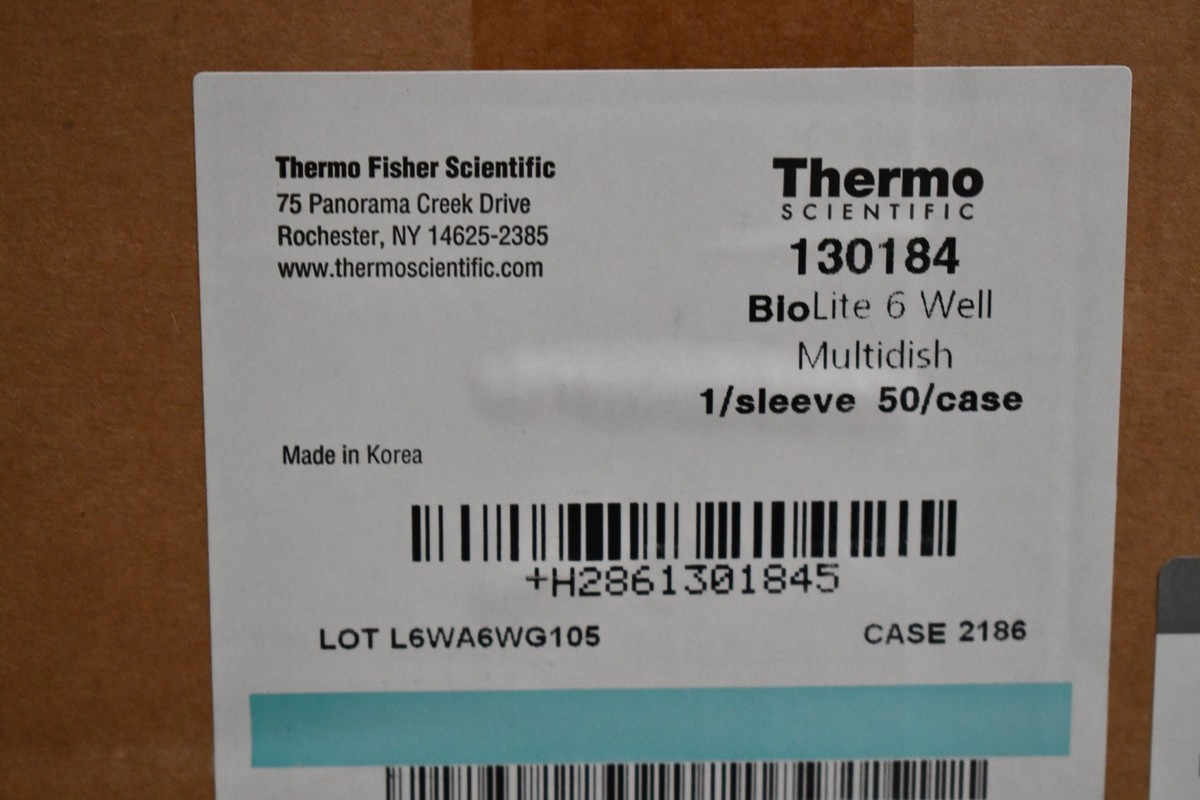 Thermo Fisher Scientific
75 Panorama Creek Drive
Rochester, NY 14625-2385
www.thermoscientific.com
Thermo
SCIENTIFIC
130184
BioLite 6 Well
Multidish
1/sleeve 50/case
Made in Korea
+H2861301845
LOT L6WA6WG105
CASE 2186